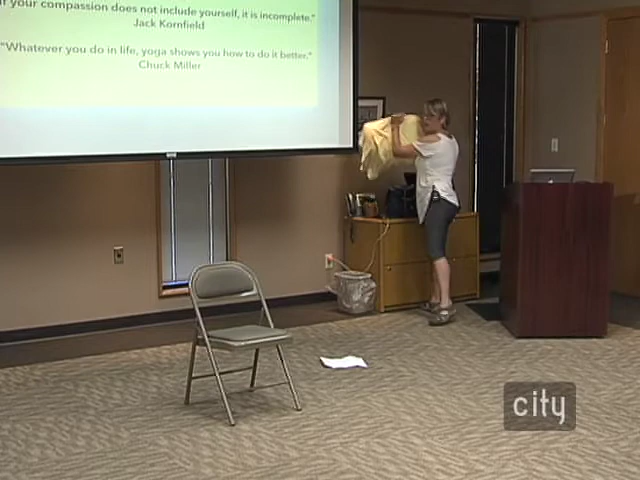 if your compassion does not include yourself, it is incomplete."
Jack Kornfield
"Whatever you do in life, yoga shows you how to do it better."
Chuck Miller
city